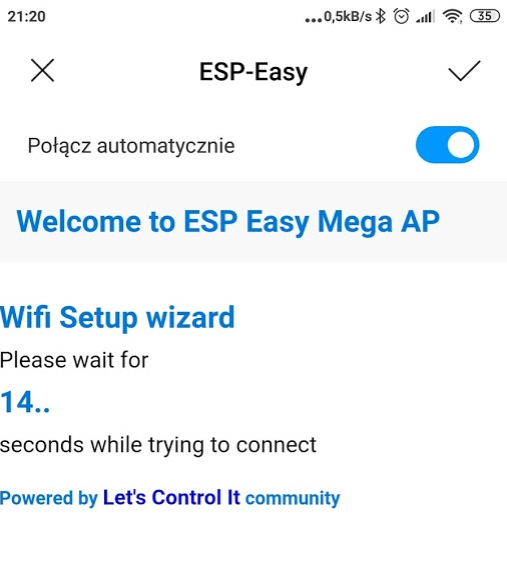 21:20
...0,5kB/s 35
ESP-Easy
Połącz automatycznie
Welcome to ESP Easy Mega AP
Wifi Setup wizard
Please wait for
14..
seconds while trying to connect
Powered by Let's Control It community